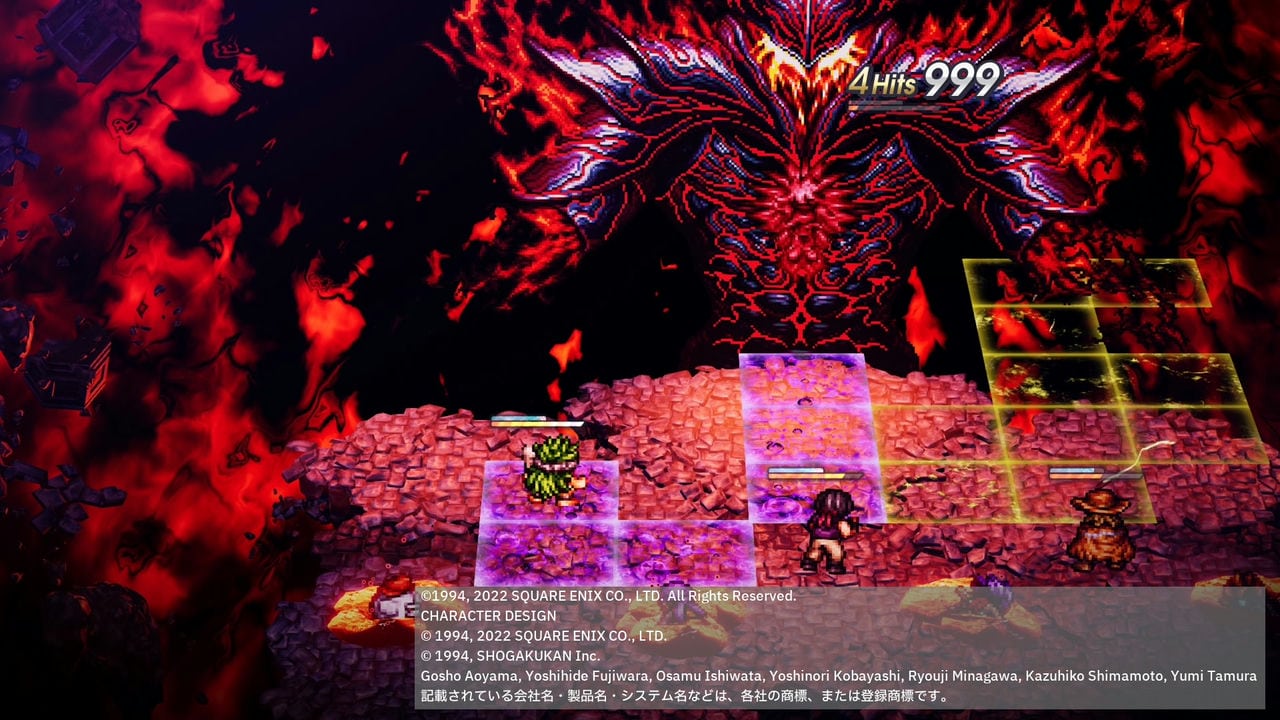 4 Hits 999
©1994, 2022 SQUARE ENIX CO., LTD. All Rights Reserved.
CHARACTER DESIGN
© 1994, 2022 SQUARE ENIX CO., LTD.
© 1994, SHOGAKUKAN Inc.
Gosho Aoyama, Yoshihide Fujiwara, Osamu Ishiwata, Yoshinori Kobayashi, Ryouji Minagawa, Kazuhiko Shimamoto, Yumi Tamura
記載されている会社名・製品名・システム名などは、各社の商標、または登録商標です。